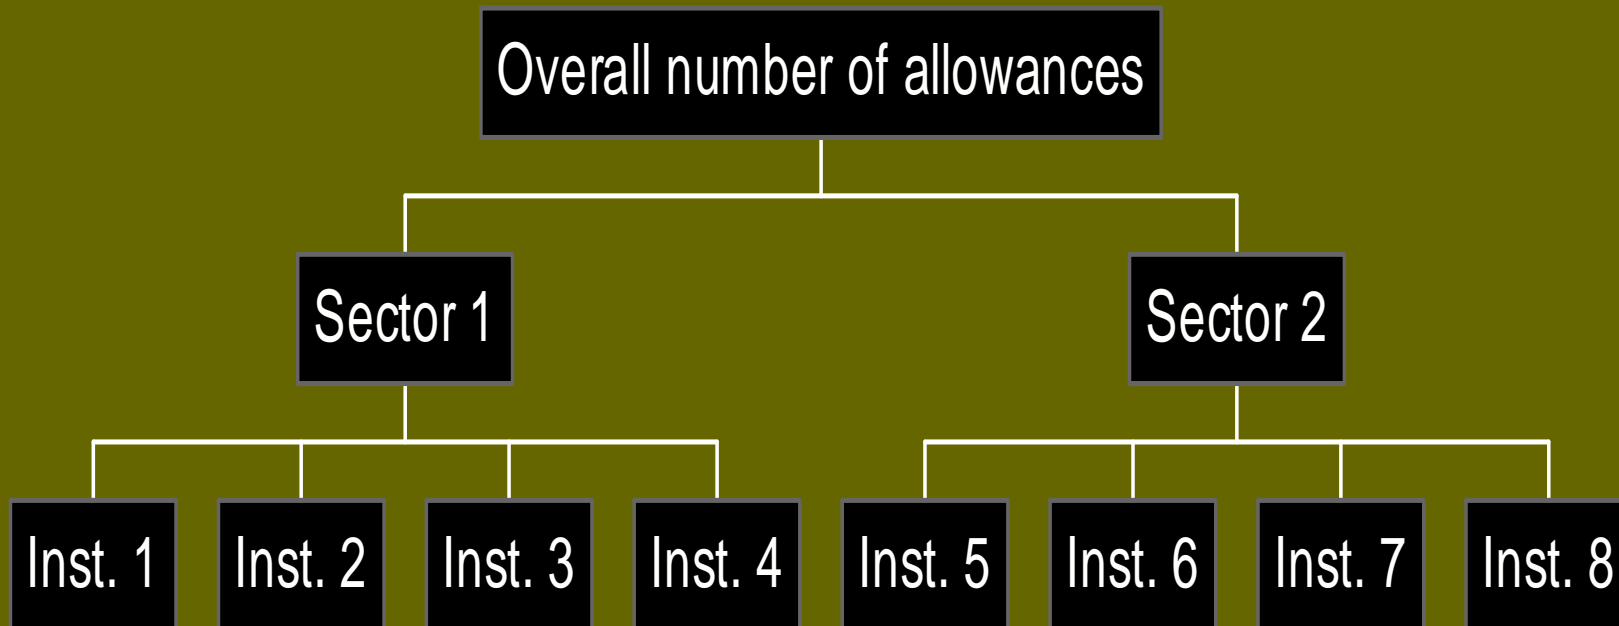 Overall number of allowances
Sector 1
Sector 2
Inst. 1
Inst. 2
Inst. 3
Inst. 4
Inst. 5
Inst. 6
Inst. 7
Inst. 8